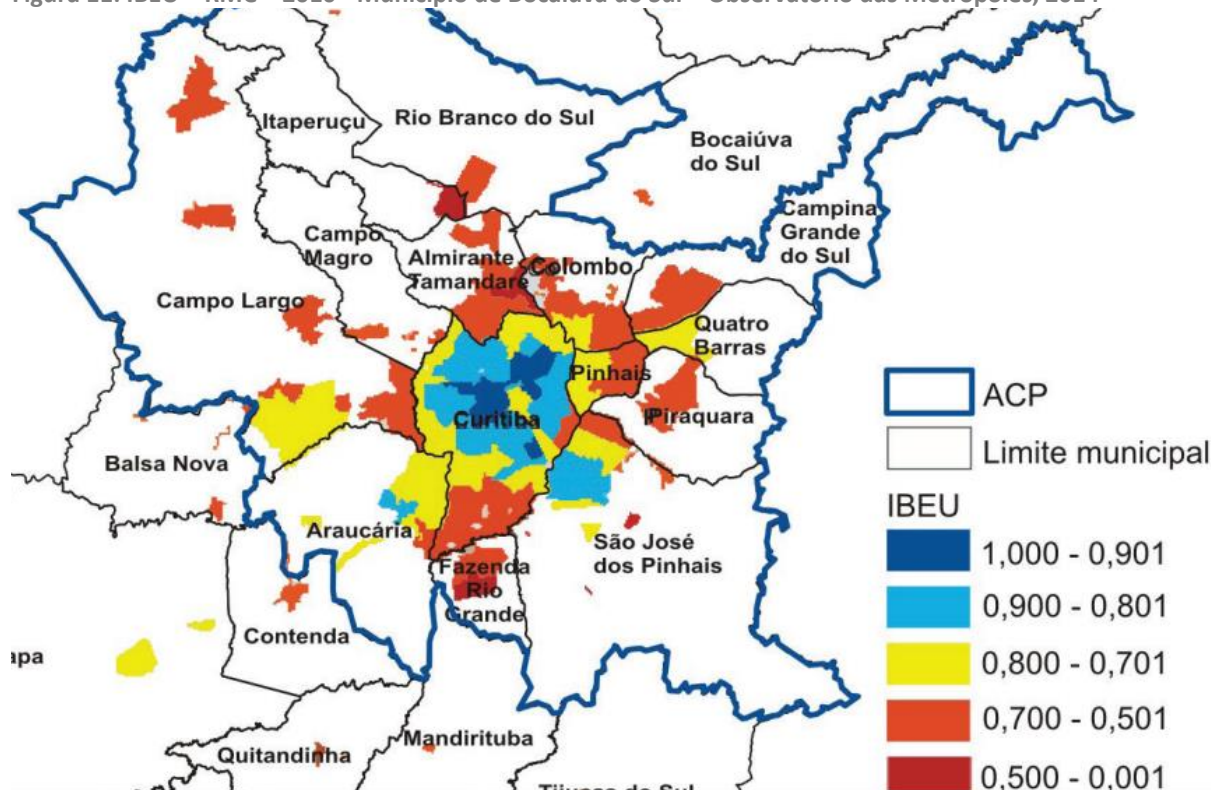 Itaperuçu
Rio Branco do Sul
Bocaiúva
do Sul
Campina
Grande
do Sul
Campo
Magro
Almirante
Tamandaré
Colombo
Campo Largo
Quatro
Barras
Pinhais
Piraquara
Curitiba
Balsa Nova
Araucária
São José
dos Pinhais
Fazenda
Rio
Grande
Contenda
apa
Quitandinha
Mandirituba
ACP
Limite municipal
IBEU
1,000 - 0,901
0,900 - 0,801
0,800 - 0,701
0,700 - 0,501
0,500 - 0,001